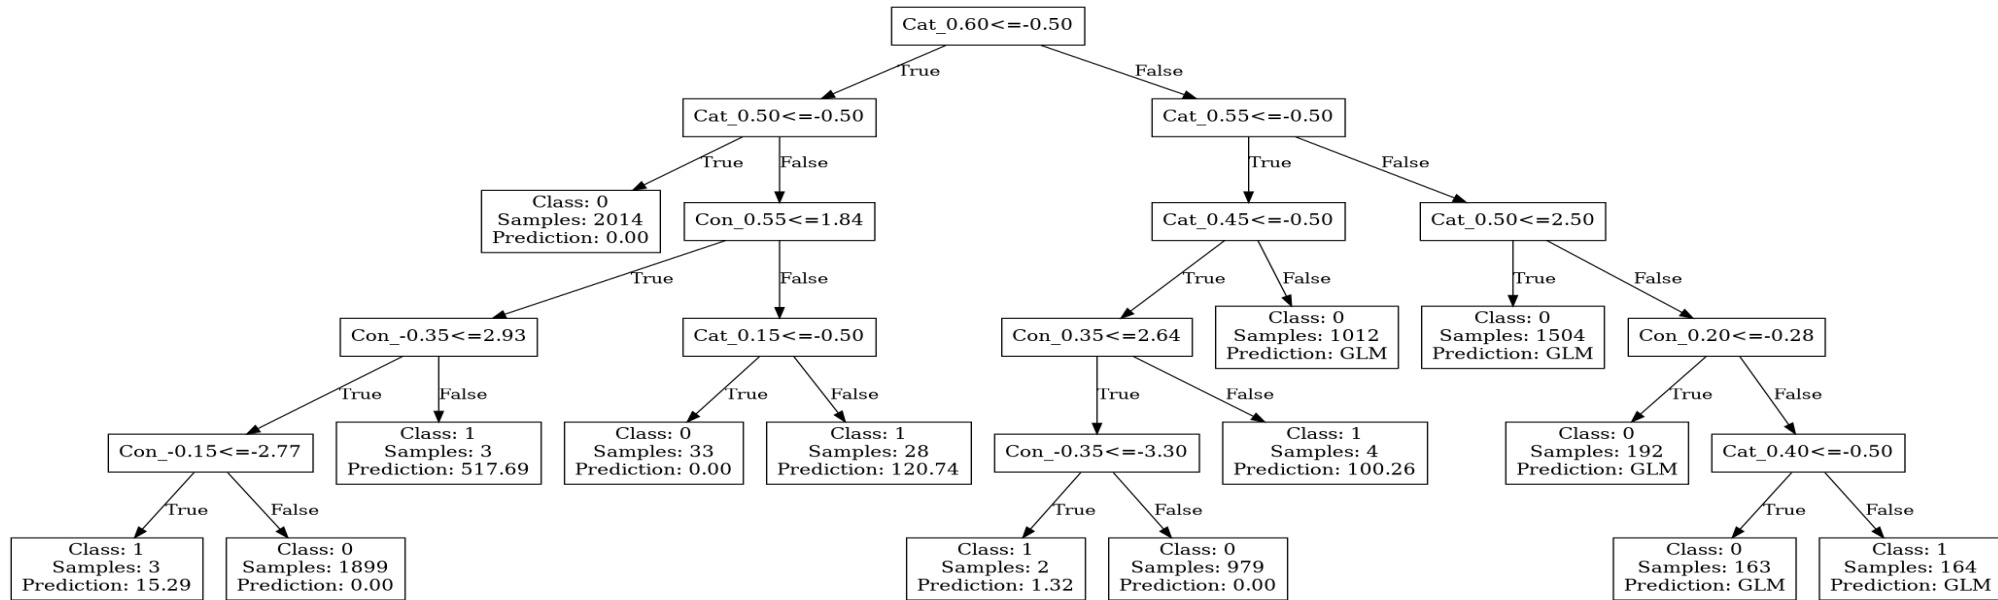 Cat_0.60<=-0.50
True
False
Cat_0.50<=-0.50
Cat_0.55<=-0.50
True
False
True
False
Class: 0
Samples: 2014
Prediction: 0.00
Con_0.55<=1.84
Cat_0.45<=-0.50
Cat_0.50<=2.50
True
False
True
False
True
False
Con_-0.35<=2.93
Cat_0.15<=-0.50
Con_0.35<=2.64
Class: 0
Samples: 1012
Prediction: GLM
Class: 0
Samples: 1504
Prediction: GLM
Con_0.20<=-0.28
True
False
True
False
True
False
True
False
Con_-0.15<=-2.77
Class: 1
Samples: 3
Prediction: 517.69
Class: 0
Samples: 33
Prediction: 0.00
Class: 1
Samples: 28
Prediction: 120.74
Con_-0.35<=-3.30
Class: 1
Samples: 4
Prediction: 100.26
Class: 0
Samples: 192
Prediction: GLM
Cat_0.40<=-0.50
True
False
True
False
True
False
Class: 1
Samples: 3
Prediction: 15.29
Class: 0
Samples: 1899
Prediction: 0.00
Class: 1
Samples: 2
Prediction: 1.32
Class: 0
Samples: 979
Prediction: 0.00
Class: 0
Samples: 163
Prediction: GLM
Class: 1
Samples: 164
Prediction: GLM